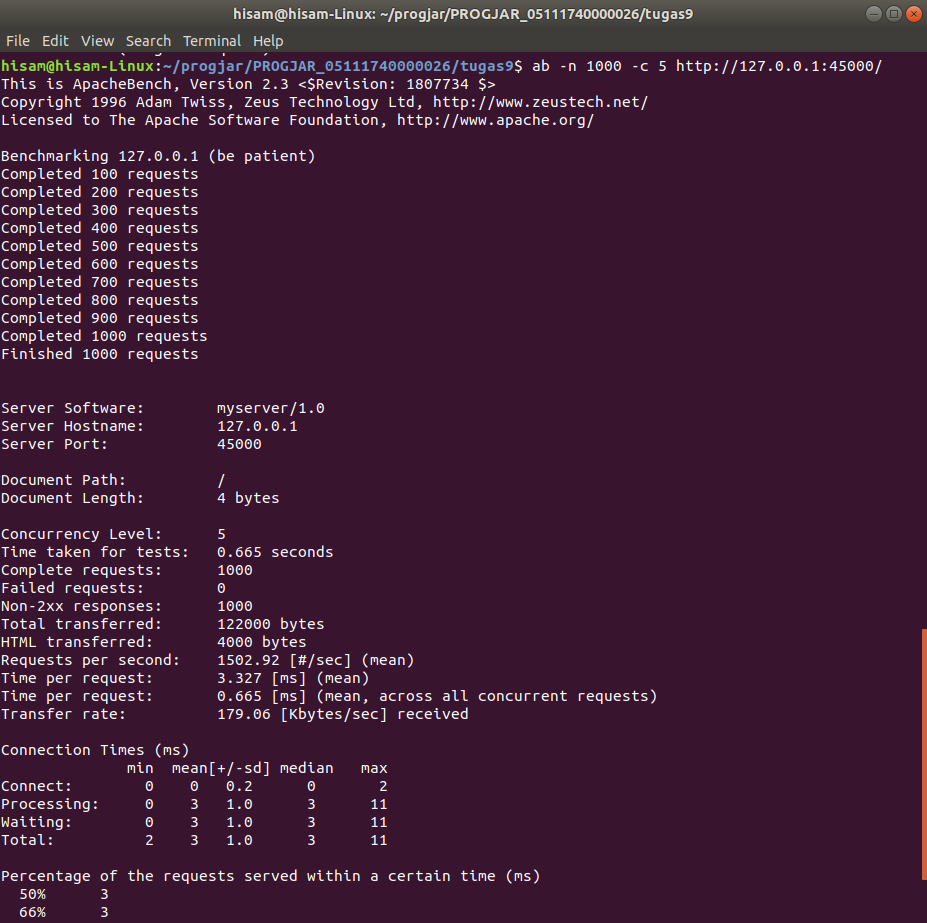 hisam@hisam-Linux: ~/progjar/PROGJAR_05111740000026/tugas9
File Edit View Search Terminal Help
hisam@hisam-Linux:~/progjar/PROGJAR_05111740000026/tugas9$ ab -n 1000 -c 5 http://127.0.0.1:45000/
This is ApacheBench, Version 2.3 <$Revision: 1807734 $>
Copyright 1996 Adam Twiss, Zeus Technology Ltd, http://www.zeustech.net/
Licensed to The Apache Software Foundation, http://www.apache.org/

Benchmarking 127.0.0.1 (be patient)
Completed 100 requests
Completed 200 requests
Completed 300 requests
Completed 400 requests
Completed 500 requests
Completed 600 requests
Completed 700 requests
Completed 800 requests
Completed 900 requests
Completed 1000 requests
Finished 1000 requests


Server Software:        myserver/1.0
Server Hostname:        127.0.0.1
Server Port:            45000

Document Path:          /
Document Length:        4 bytes

Concurrency Level:      5
Time taken for tests:   0.665 seconds
Complete requests:      1000
Failed requests:        0
Non-2xx responses:      1000
Total transferred:      122000 bytes
HTML transferred:       4000 bytes
Requests per second:    1502.92 [#/sec] (mean)
Time per request:       3.327 [ms] (mean)
Time per request:       0.665 [ms] (mean, across all concurrent requests)
Transfer rate:          179.06 [Kbytes/sec] received

Connection Times (ms)
              min  mean[+/-sd] median   max
Connect:        0    0   0.2      0       2
Processing:     0    3   1.0      3      11
Waiting:        0    3   1.0      3      11
Total:          2    3   1.0      3      11

Percentage of the requests served within a certain time (ms)
  50%      3
  66%      3